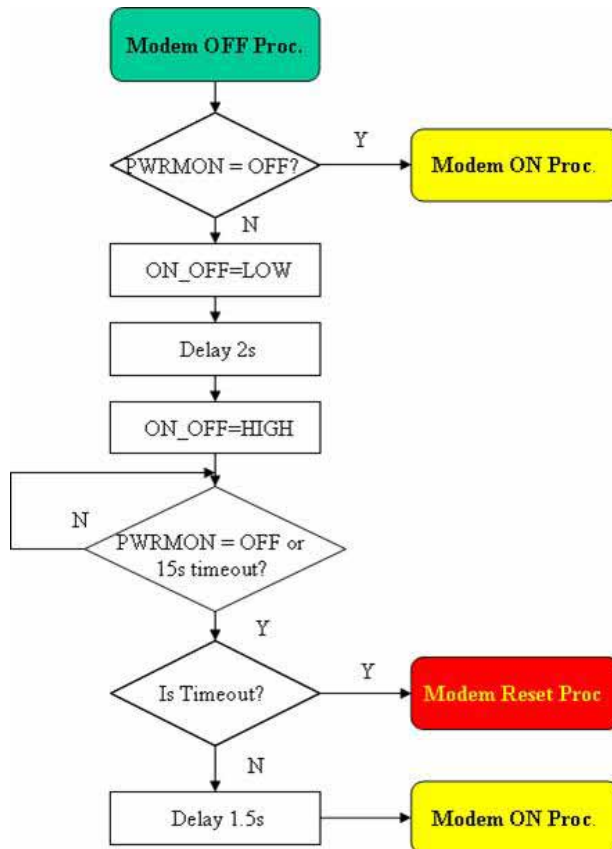 Modem OFF Proc.
PWRMON = OFF?
Y
Modem ON Proc.
N
ON_OFF=LOW
Delay 2s
ON_OFF=HIGH
N
PWRMON = OFF or
15s timeout?
Y
Is Timeout?
Y
Modem Reset Proc
N
Delay 1.5s
Modem ON Proc.